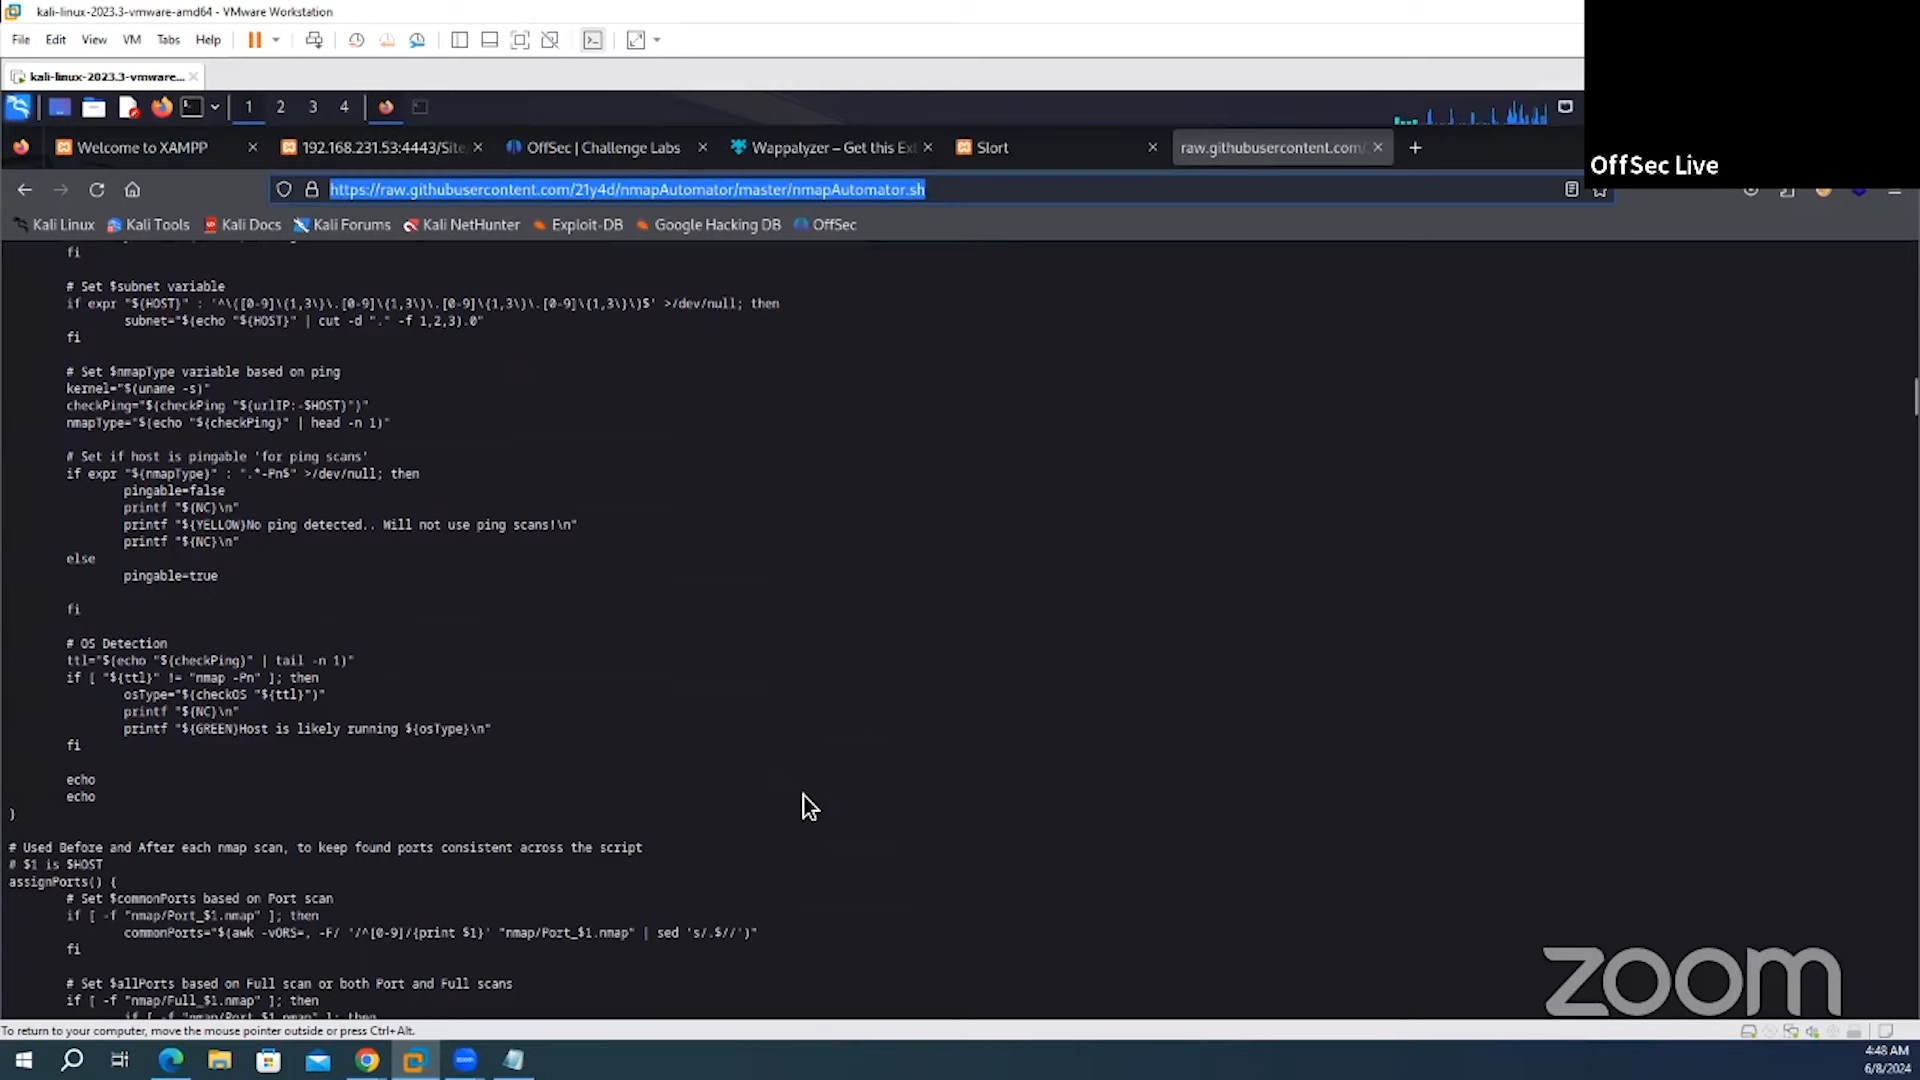 kali-linux-2023.3-vmware-amd64 - VMware Workstation
File Edit View VM Tabs Help
kali-linux-2023.3-vmware...
1 2 3 4
Welcome to XAMPP
192.168.231.53:4443/Site
OffSec | Challenge Labs
Wappalyzer – Get this Ext
Slort
raw.githubusercontent.com/
OffSec Live
https://raw.githubusercontent.com/21y4d/nmapAutomator/master/nmapAutomator.sh
Kali Linux Kali Tools Kali Docs Kali Forums Kali NetHunter Exploit-DB Google Hacking DB OffSec
fi
# Set $subnet variable
if expr "${HOST}" : '^\([0-9]\{1,3\}\.[0-9]\{1,3\}\.[0-9]\{1,3\}\.[0-9]\{1,3\}\)$' >/dev/null; then
subnet="$(echo "${HOST}" | cut -d "." -f 1,2,3).0"
fi
# Set $nmapType variable based on ping
kernel="$(uname -s)"
checkPing="$(checkPing "${urlIP:-$HOST}")"
nmapType="$(echo "${checkPing}" | head -n 1)"
# Set if host is pingable 'for ping scans'
if expr "${nmapType}" : ".*-Pn$" >/dev/null; then
pingable=false
printf "${NC}\n"
printf "${YELLOW}No ping detected.. Will not use ping scans!\n"
printf "${NC}\n"
else
pingable=true
fi
# OS Detection
ttl="$(echo "${checkPing}" | tail -n 1)"
if [ "${ttl}" != "nmap -Pn" ]; then
osType="$(checkOS "${ttl}")"
printf "${NC}\n"
printf "${GREEN}Host is likely running ${osType}\n"
fi
echo
echo
}
# Used Before and After each nmap scan, to keep found ports consistent across the script
# $1 is $HOST
assignPorts() {
# Set $commonPorts based on Port scan
if [ -f "nmap/Port_$1.nmap" ]; then
commonPorts="$(awk -vORS=, -F/ '/^[0-9]/{print $1}' "nmap/Port_$1.nmap" | sed 's/.$//')"
fi
# Set $allPorts based on Full scan or both Port and Full scans
if [ -f "nmap/Full_$1.nmap" ]; then
if [ -f "nmap/Port_$1.nmap" ]; then
zoom
To return to your computer, move the mouse pointer outside or press Ctrl+Alt.
zoom
4:48 AM
6/8/2024